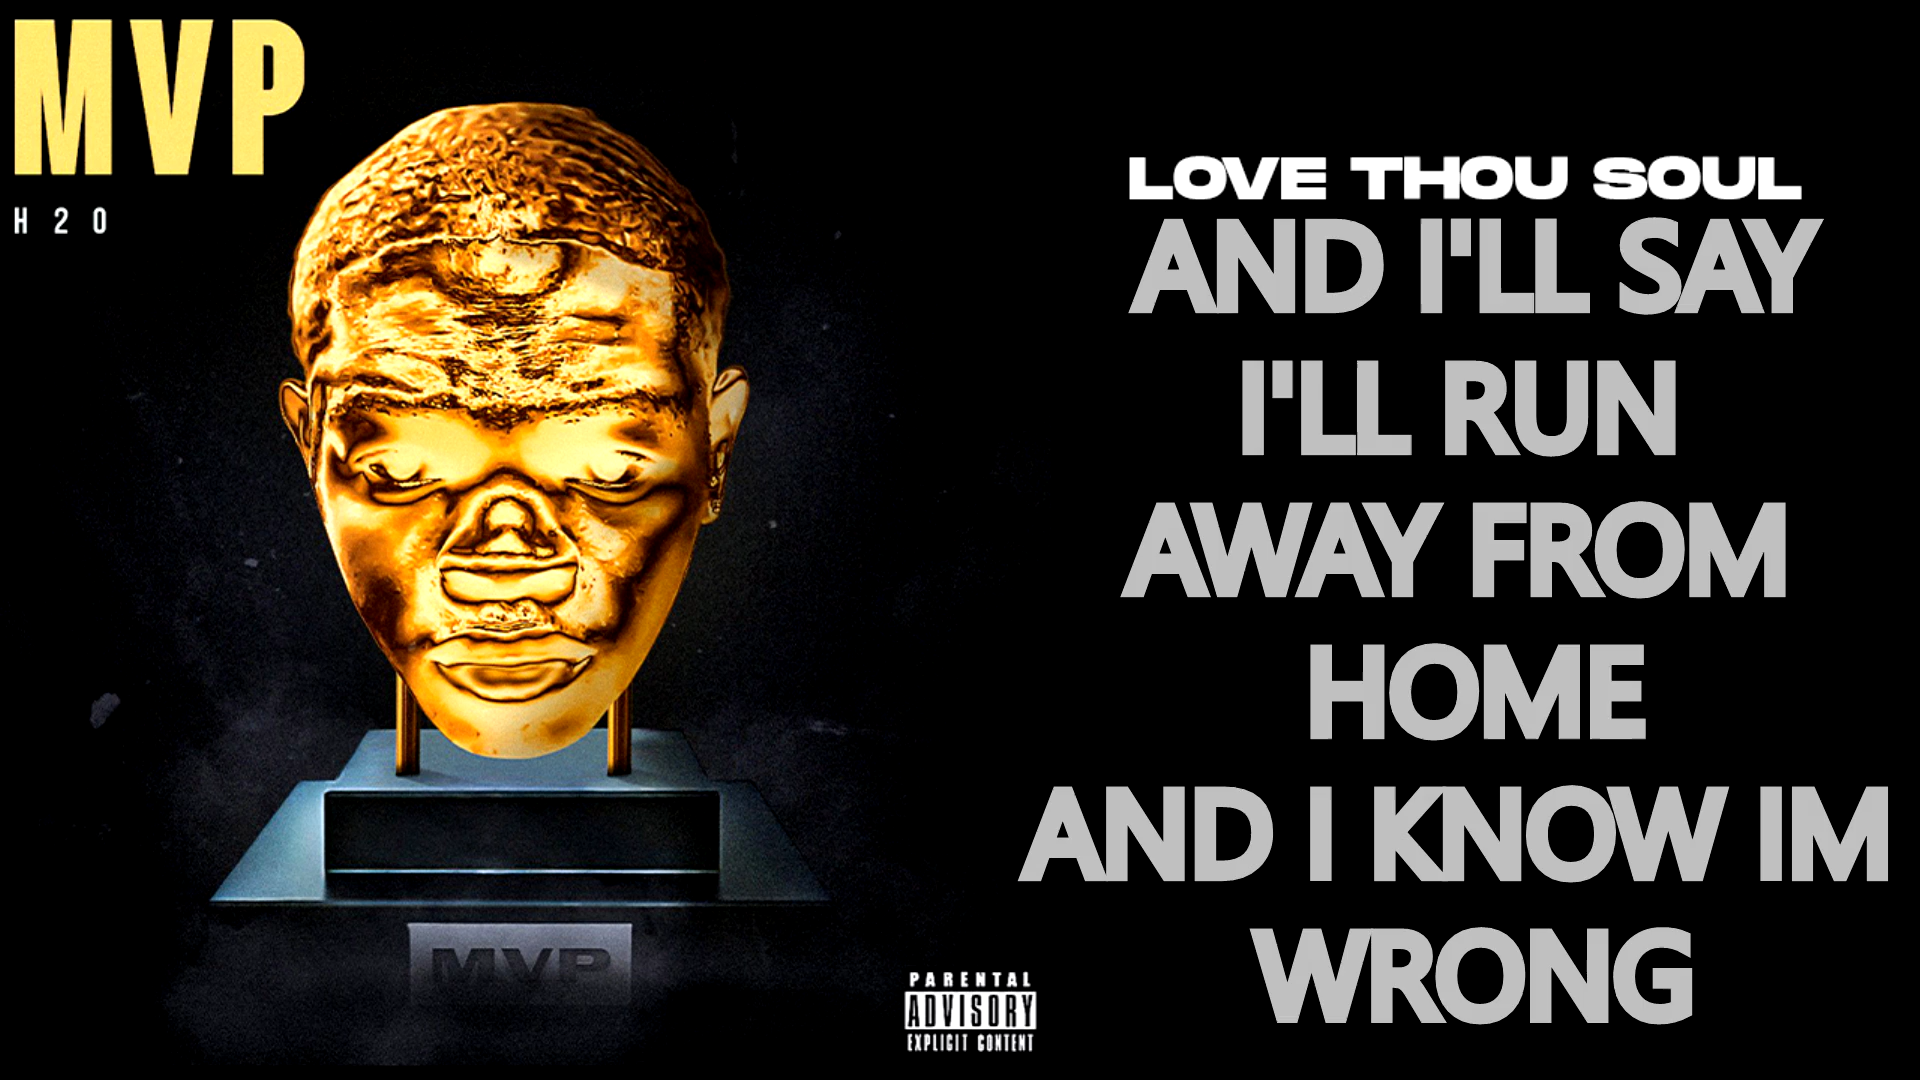 MVP
H2O
LOVE THOU SOUL
AND I'LL SAY
I'LL RUN
AWAY FROM
HOME
AND I KNOW IM
WRONG
MVP
PARENTAL
ADVISORY
EXPLICIT CONTENT